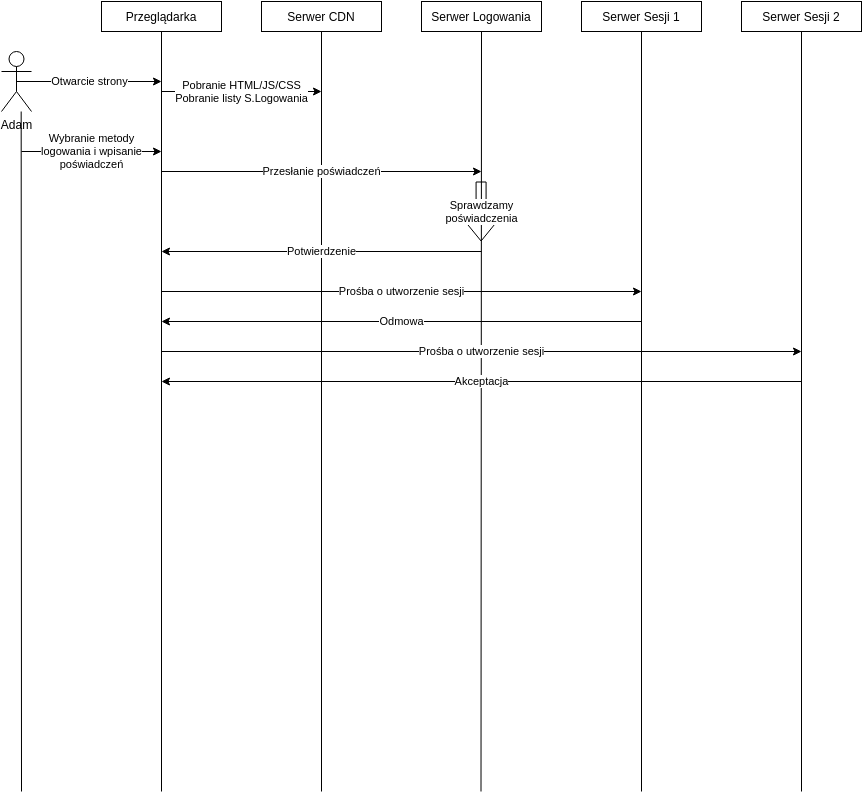 Przeglądarka
Serwer CDN
Serwer Logowania
Serwer Sesji 1
Serwer Sesji 2
Otwarcie strony
Pobranie HTML/JS/CSS
Pobranie listy S.Logowania
Adam
Wybranie metody
logowania i wpisanie
poświadczeń
Przesłanie poświadczeń
Sprawdzamy
poświadczenia
Potwierdzenie
Prośba o utworzenie sesji
Odmowa
Prośba o utworzenie sesji
Akceptacja